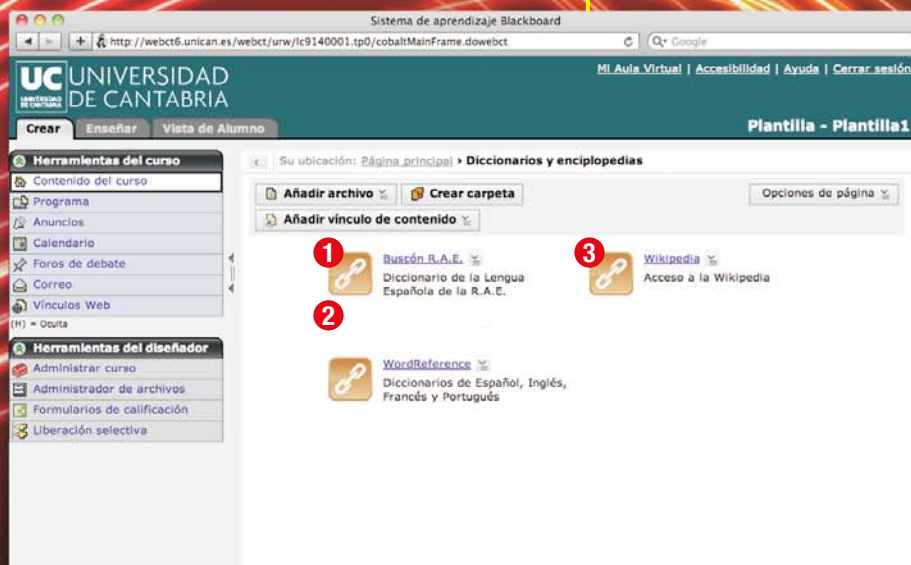 Sistema de aprendizaje Blackboard
http://webct6.unican.es/webct/urw/lc9140001.tp0/cobaltMainFrame.dowebct
Google
UC UNIVERSIDAD
DE CANTABRIA
Mi Aula Virtual | Accesibilidad | Ayuda | Cerrar sesión
Crear Enseñar Vista de Alumno
Plantilla - Plantilla1
Herramientas del curso
Contenido del curso
Programa
Anuncios
Calendario
Foros de debate
Correo
Vínculos Web
(H) = Oculta
Herramientas del diseñador
Administrar curso
Administrador de archivos
Formularios de calificación
Liberación selectiva
Su ubicación: Página principal › Diccionarios y enciplopedias
Añadir archivo Crear carpeta
Opciones de página
Añadir vínculo de contenido
1
Buscón R.A.E.
Diccionario de la Lengua
Española de la R.A.E.
3
Wikipedia
Acceso a la Wikipedia
2
WordReference
Diccionarios de Español, Inglés,
Francés y Portugués